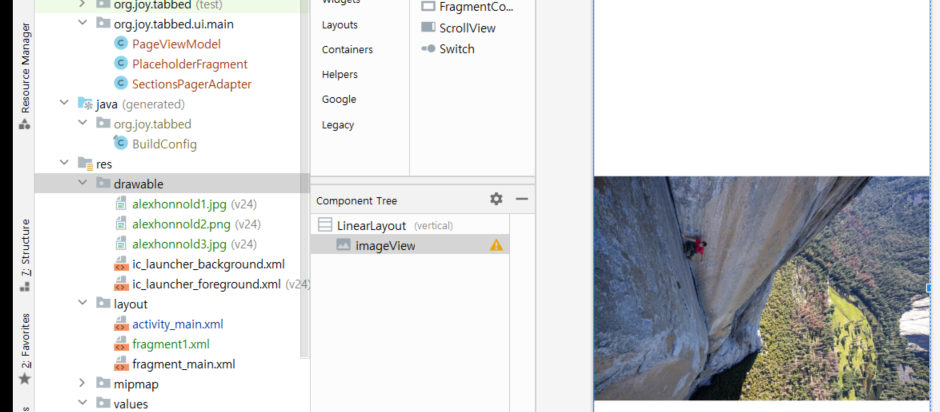 Resource Manager
Z: Structure
2: Favorites
org.joy.tabbed (test)
org.joy.tabbed.ui.main
PageViewModel
PlaceholderFragment
SectionsPagerAdapter
java (generated)
org.joy.tabbed
BuildConfig
res
drawable
alexhonnold1.jpg (v24)
alexhonnold2.png (v24)
alexhonnold3.jpg (v24)
ic_launcher_background.xml
ic_launcher_foreground.xml (v24)
layout
activity_main.xml
fragment1.xml
fragment_main.xml
mipmap
values
Widgets
Layouts
Containers
Helpers
Google
Legacy
FragmentCo...
ScrollView
Switch
Component Tree
LinearLayout (vertical)
imageView